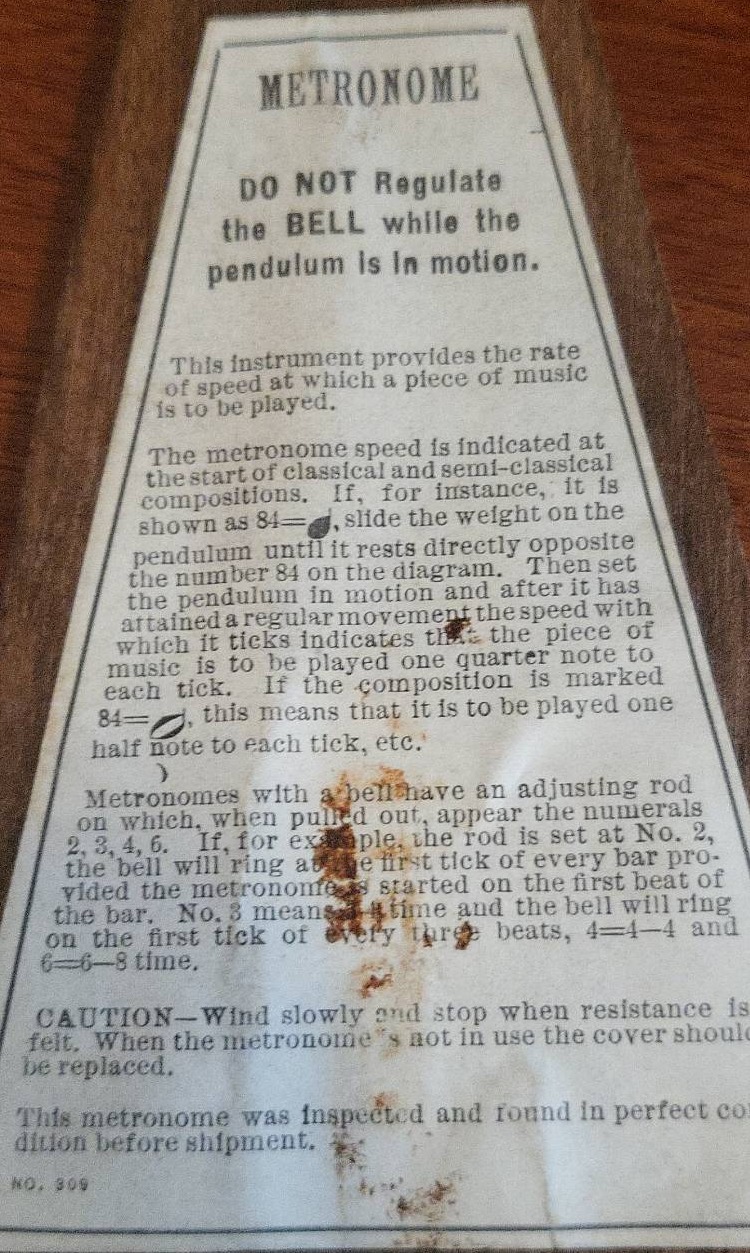 METRONOME
DO NOT Regulate
the BELL while the
pendulum is in motion.
This instrument provides the rate
of speed at which a piece of music
is to be played.
The metronome speed is indicated at
the start of classical and semi-classical
compositions. If, for instance, it is
shown as 84=, slide the weight on the
pendulum until it rests directly opposite
the number 84 on the diagram. Then set
the pendulum in motion and after it has
attained a regular movement the speed with
which it ticks indicates that the piece of
music is to be played one quarter note to
each tick. If the composition is marked
84=, this means that it is to be played one
half note to each tick, etc.
Metronomes with a bell have an adjusting rod
on which, when pulled out, appear the numerals
2, 3, 4, 6. If, for example, the rod is set at No. 2,
the bell will ring at the first tick of every bar pro-
vided the metronome is started on the first beat of
the bar. No. 3 means time and the bell will ring
on the first tick of every three beats, 4=4—4 and
6=6—8 time.
CAUTION—Wind slowly and stop when resistance is
felt. When the metronome s not in use the cover should
be replaced.
This metronome was inspected and found in perfect co
dition before shipment.
NO. 309